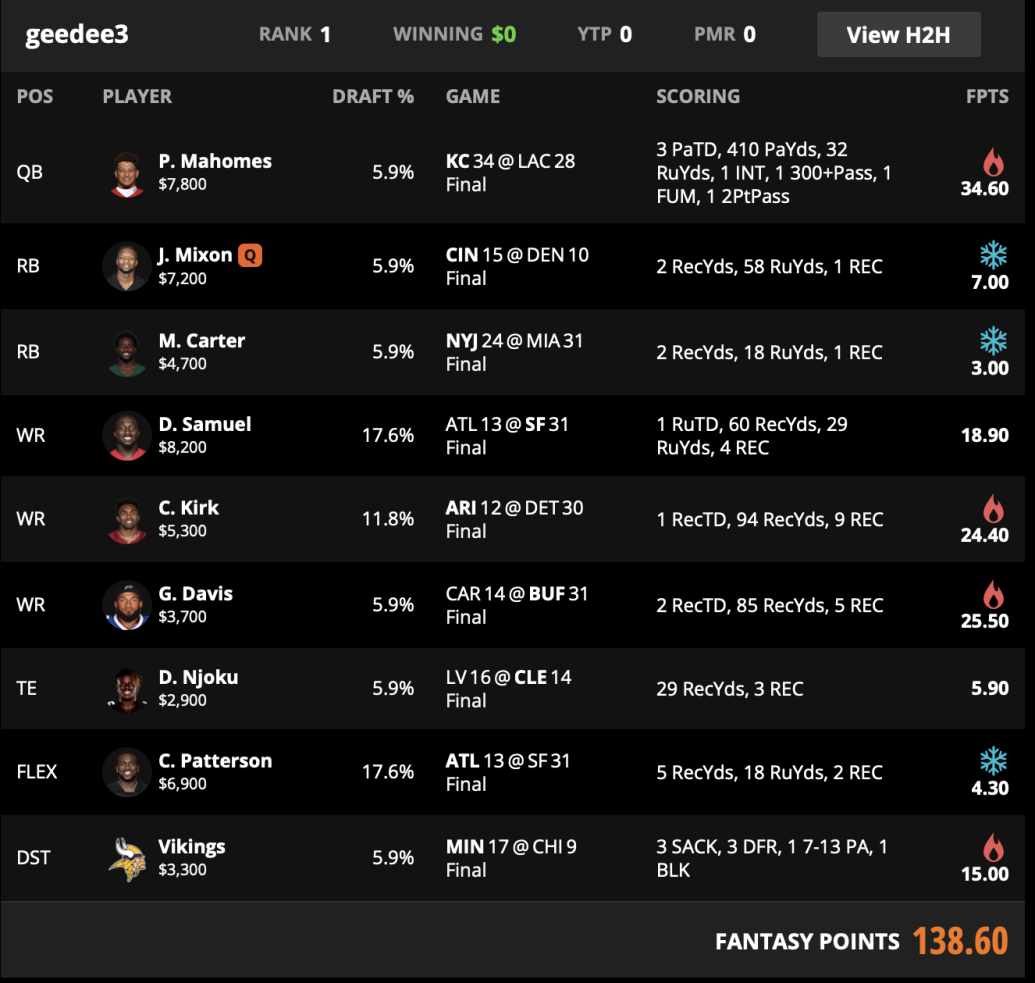 geedee3 RANK 1 WINNING $0 YTP 0 PMR 0 View H2H
POS PLAYER DRAFT % GAME SCORING FPTS
QB P. Mahomes $7,800 5.9% KC 34 @ LAC 28 Final 3 PaTD, 410 PaYds, 32
RuYds, 1 INT, 1 300+Pass, 1
FUM, 1 2PtPass
34.60
RB J. Mixon Q $7,200 5.9% CIN 15 @ DEN 10 Final 2 RecYds, 58 RuYds, 1 REC 7.00
RB M. Carter $4,700 5.9% NYJ 24 @ MIA 31 Final 2 RecYds, 18 RuYds, 1 REC 3.00
WR D. Samuel $8,200 17.6% ATL 13 @ SF 31 Final 1 RuTD, 60 RecYds, 29
RuYds, 4 REC
18.90
WR C. Kirk $5,300 11.8% ARI 12 @ DET 30 Final 1 RecTD, 94 RecYds, 9 REC 24.40
WR G. Davis $3,700 5.9% CAR 14 @ BUF 31 Final 2 RecTD, 85 RecYds, 5 REC 25.50
TE D. Njoku $2,900 5.9% LV 16 @ CLE 14 Final 29 RecYds, 3 REC 5.90
FLEX C. Patterson $6,900 17.6% ATL 13 @ SF 31 Final 5 RecYds, 18 RuYds, 2 REC 4.30
DST Vikings $3,300 5.9% MIN 17 @ CHI 9 Final 3 SACK, 3 DFR, 1 7-13 PA, 1
BLK
15.00
FANTASY POINTS 138.60